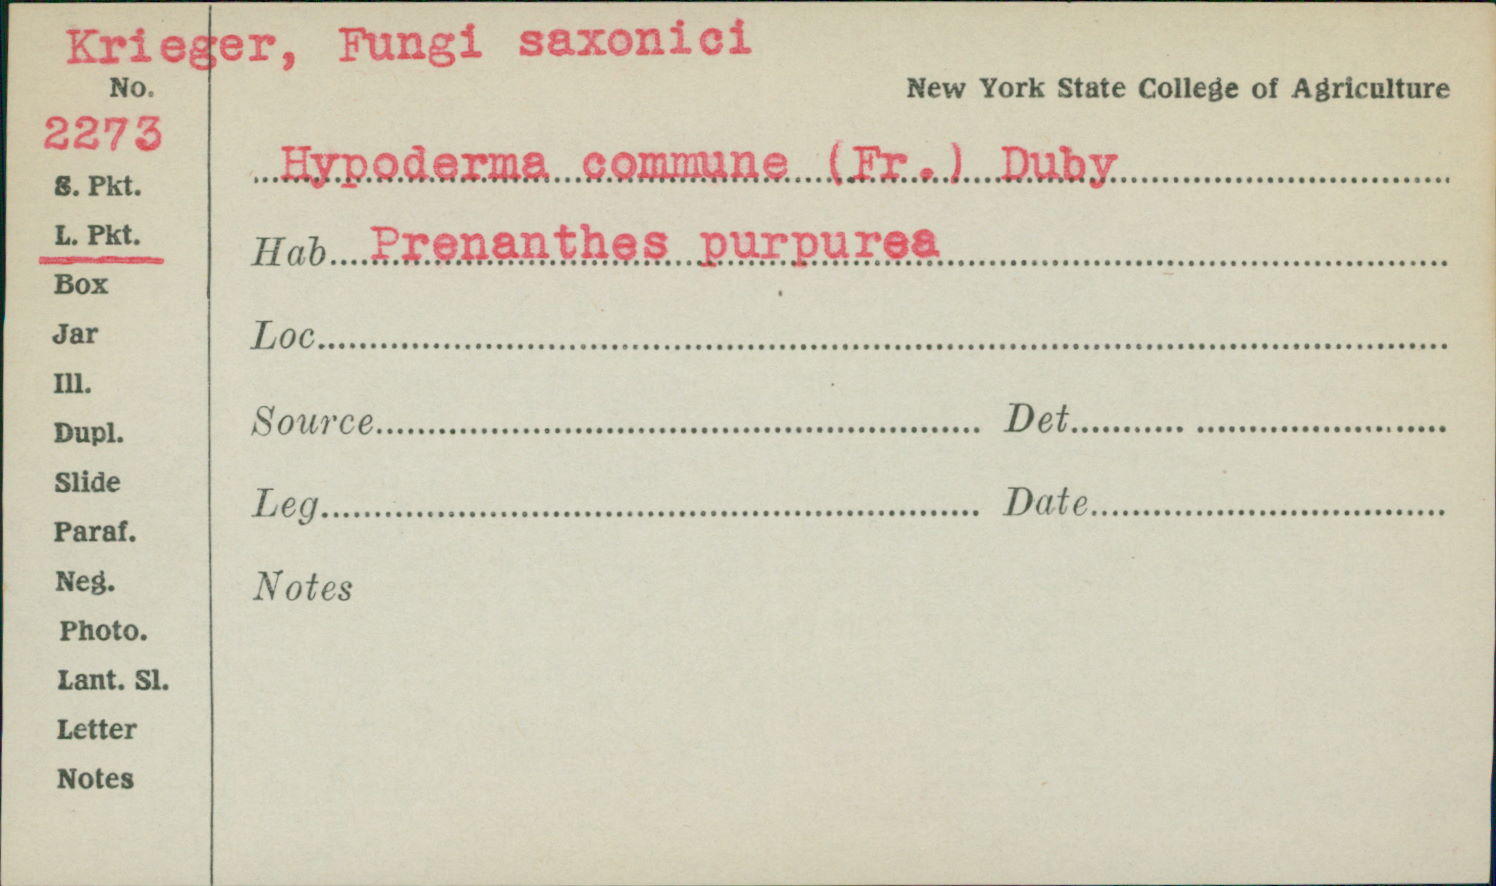 Krieger, Fungi saxonici
No.
New York State College of Agriculture
2273
Hypoderma commune (Fr.) Duby
S. Pkt.
L. Pkt.
Hab. Prenanthes purpurea
Box
Jar
Loc.
Ill.
Dupl.
Source Det.
Slide
Leg. Date
Paraf.
Neg.
Notes
Photo.
Lant. Sl.
Letter
Notes